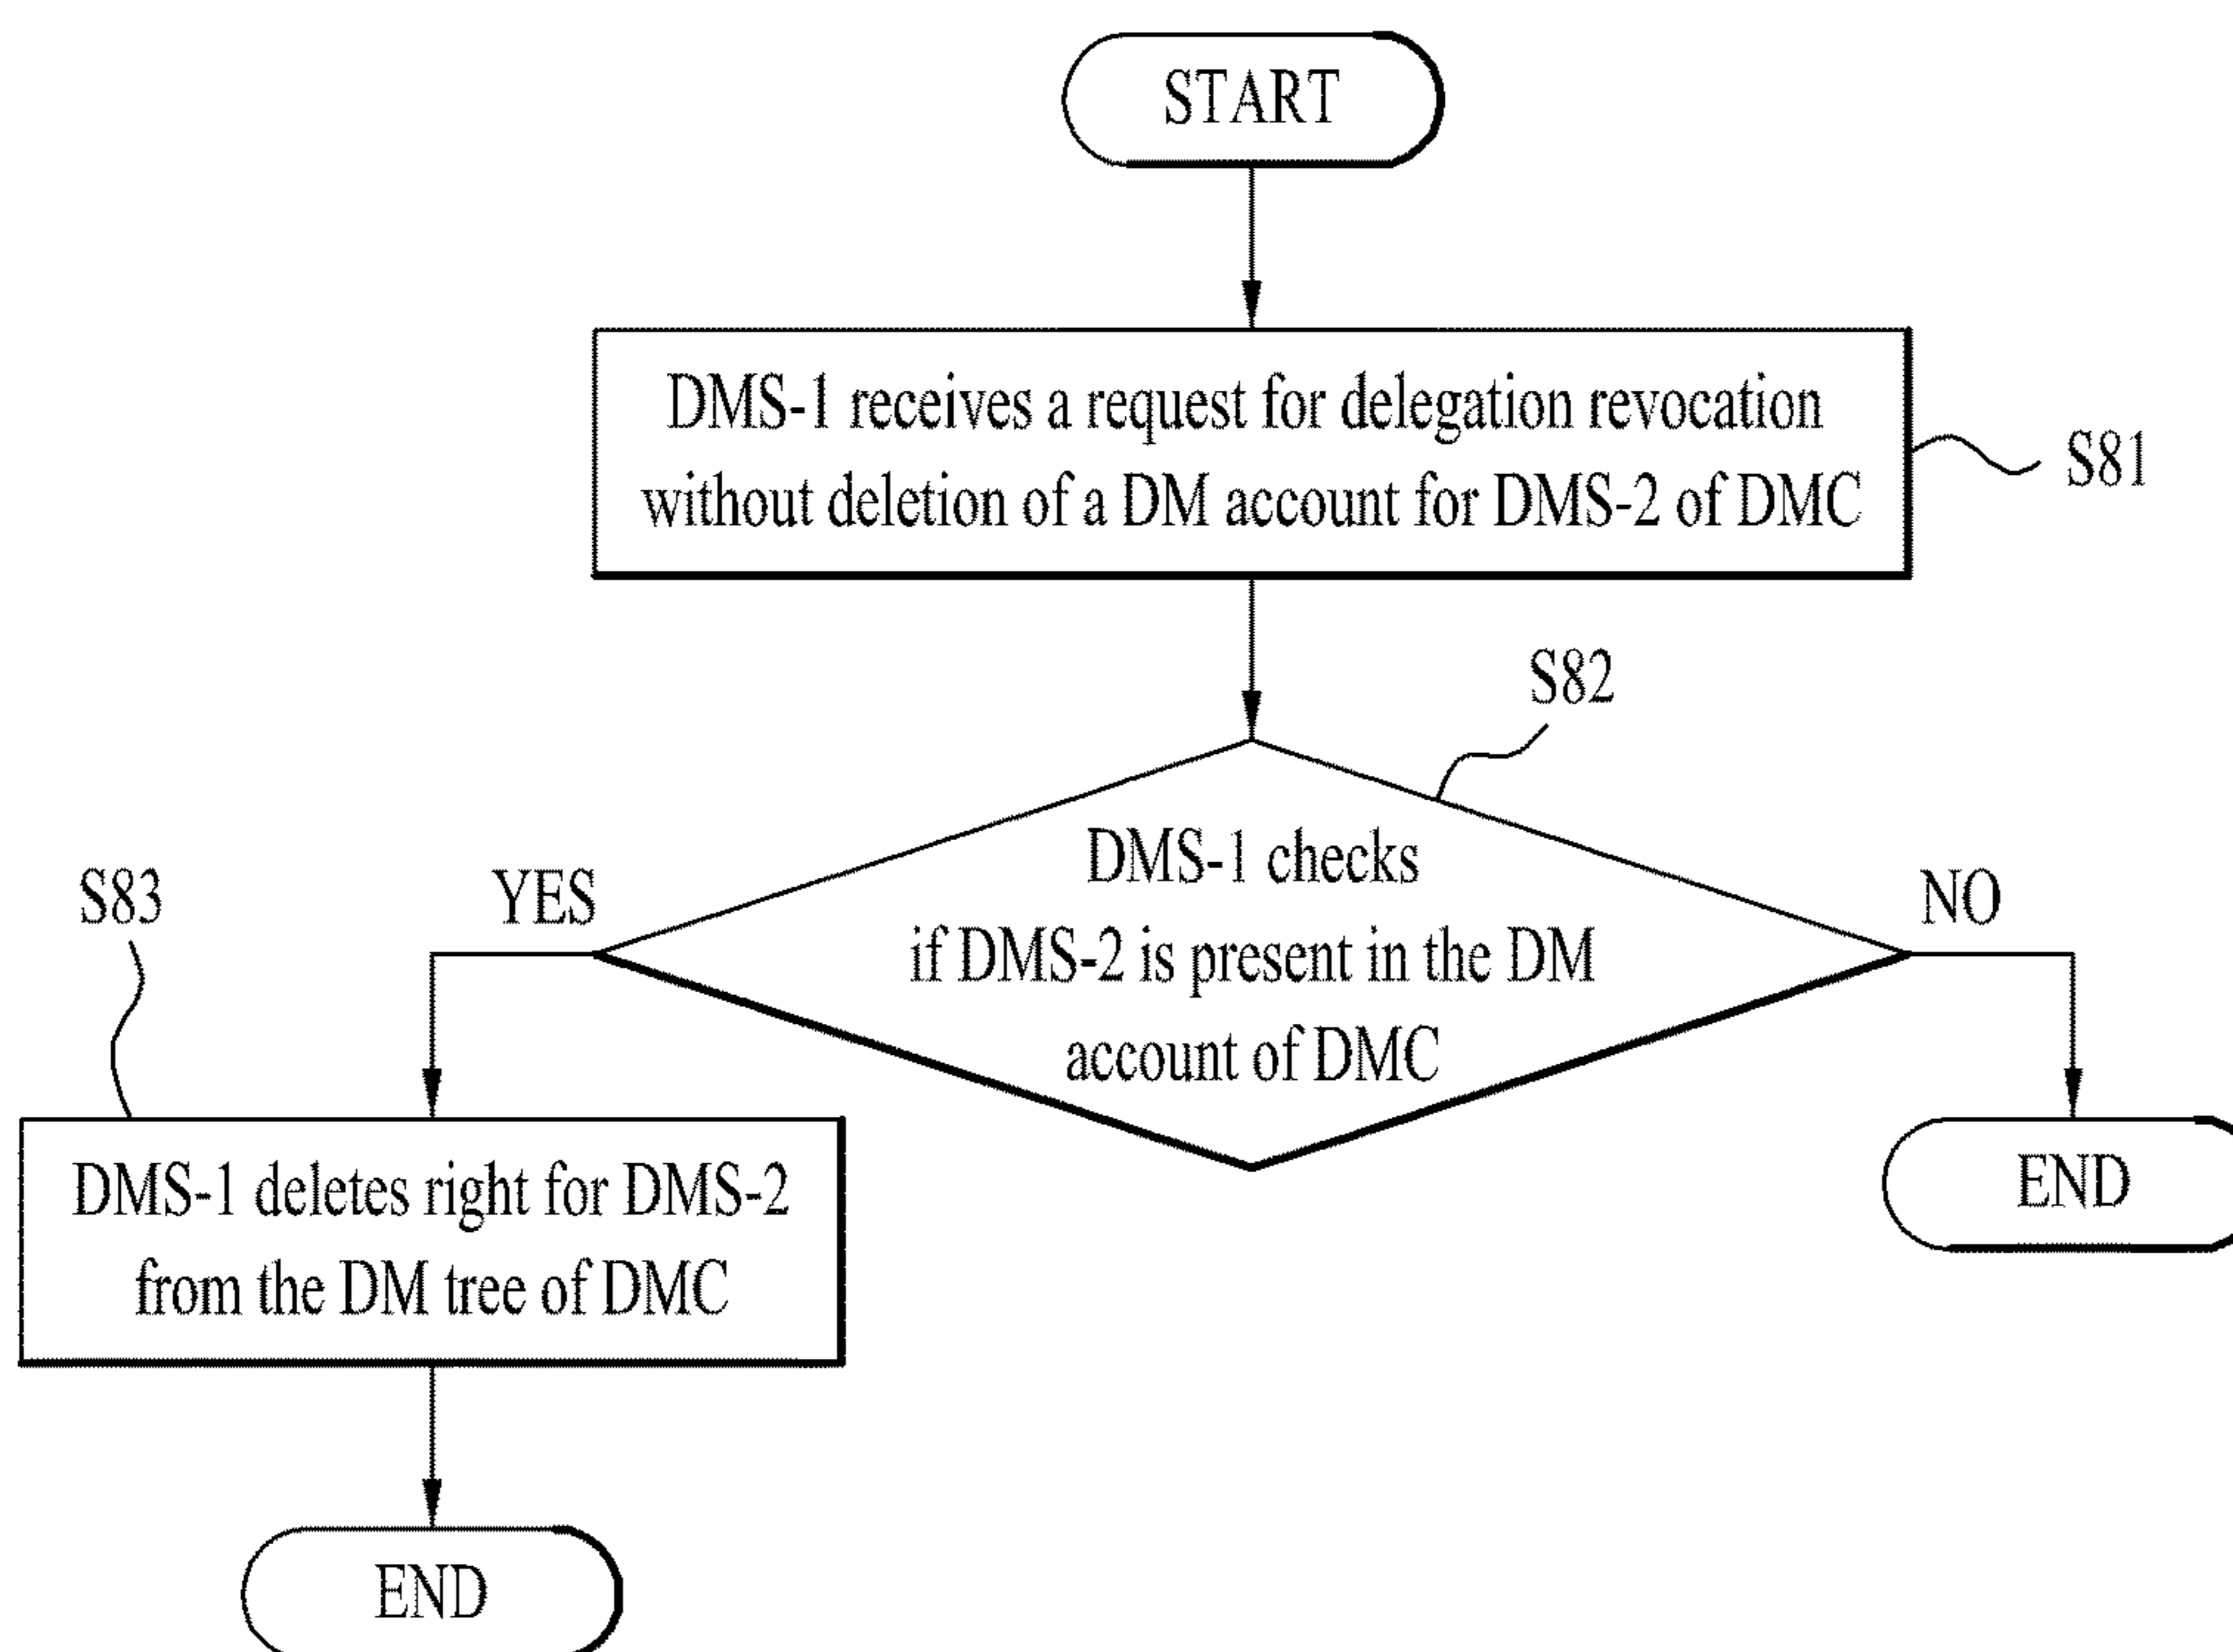 START
DMS-1 receives a request for delegation revocation
without deletion of a DM account for DMS-2 of DMC
S81
S82
DMS-1 checks
if DMS-2 is present in the DM
account of DMC
YES
NO
S83
DMS-1 deletes right for DMS-2
from the DM tree of DMC
END
END